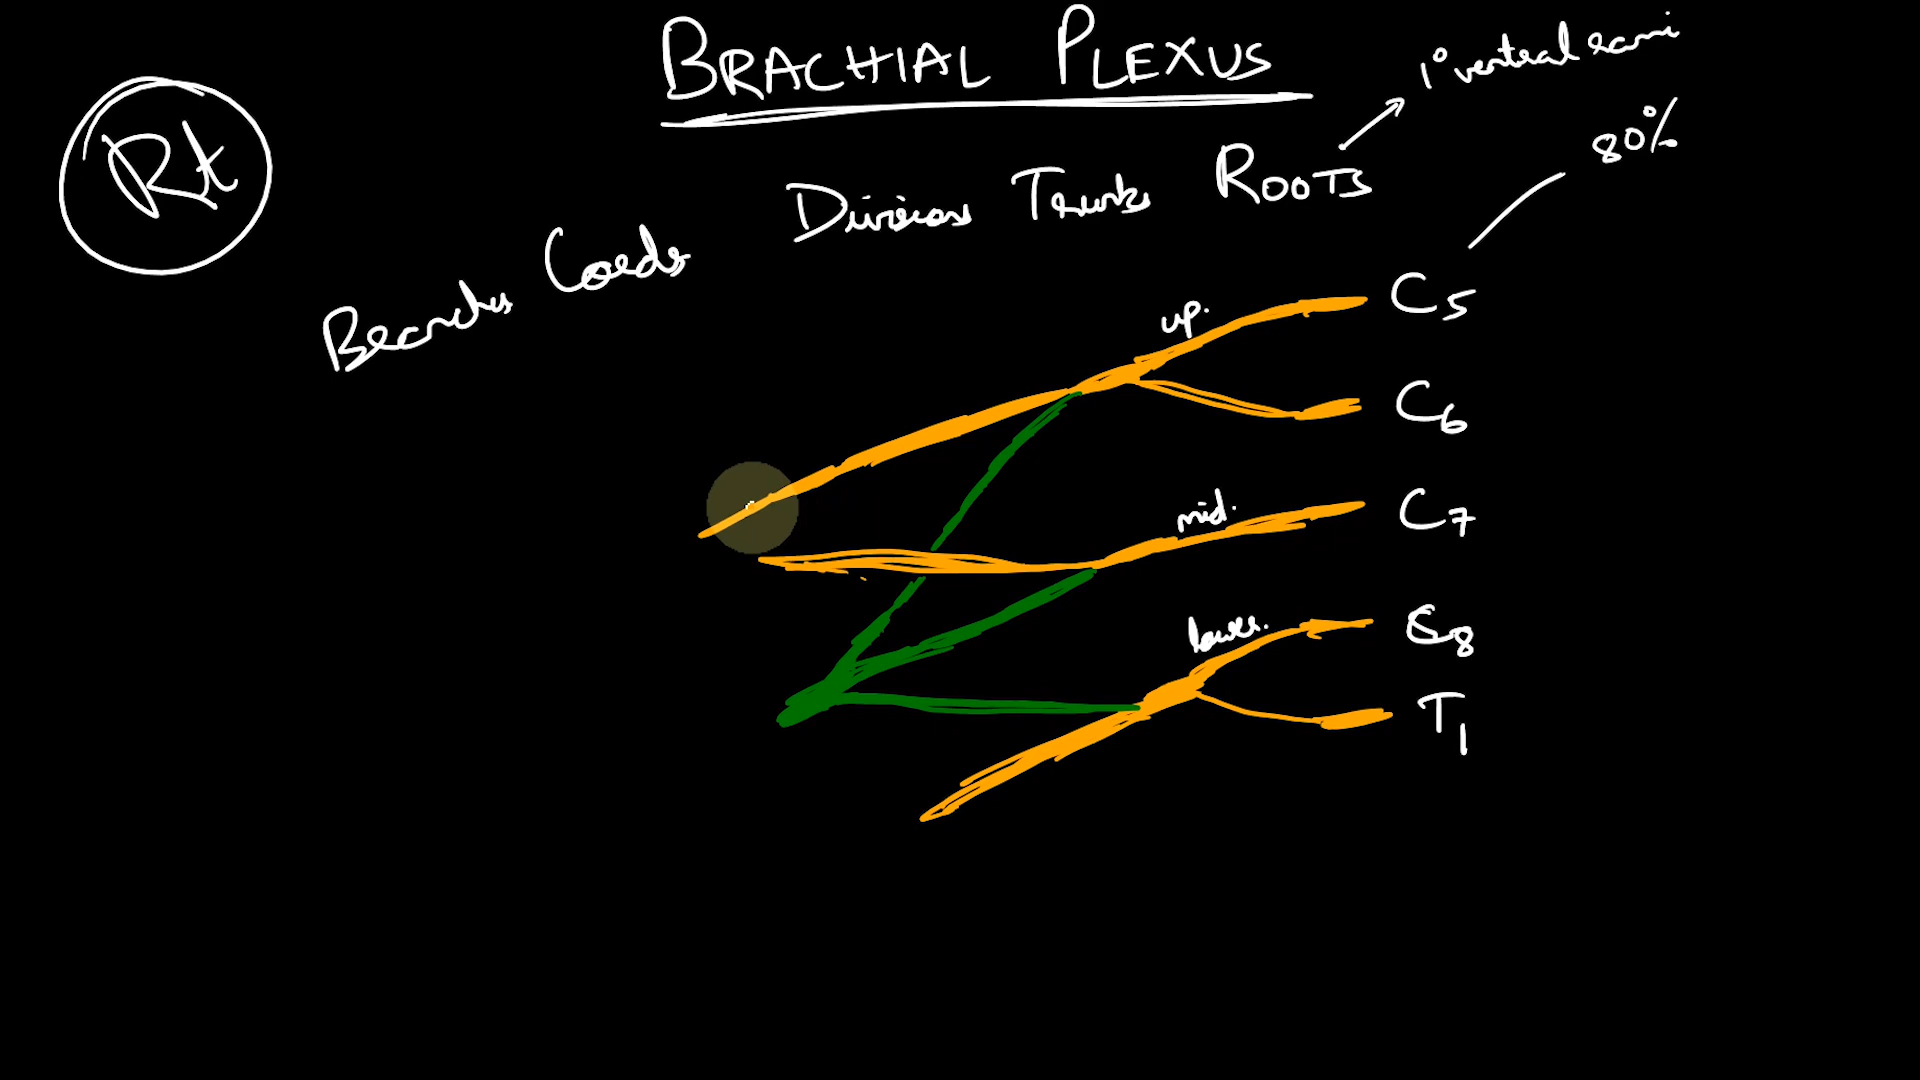 BRACHIAL PLEXUS
1° ventral rami
Rt
80%
Branches Cords Divisions Trunks ROOTS
up.
C5
C6
mid.
C7
lower.
C8
T1